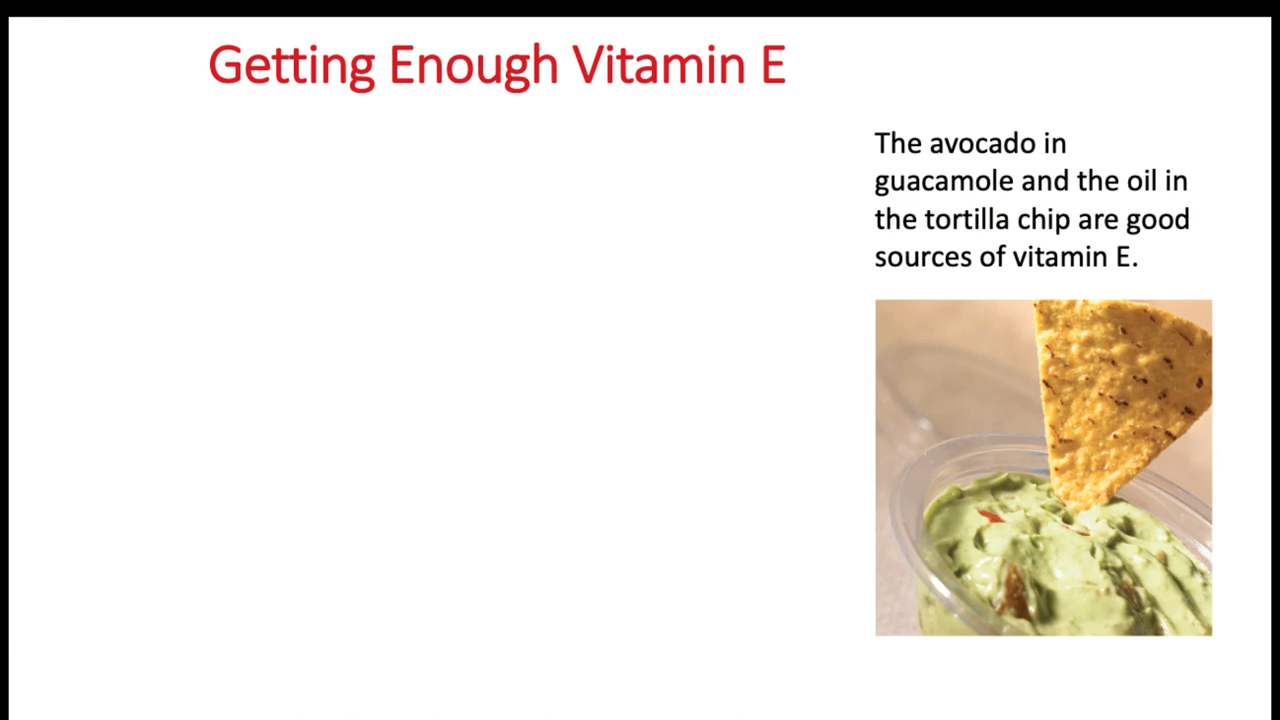 Getting Enough Vitamin E
The avocado in
guacamole and the oil in
the tortilla chip are good
sources of vitamin E.